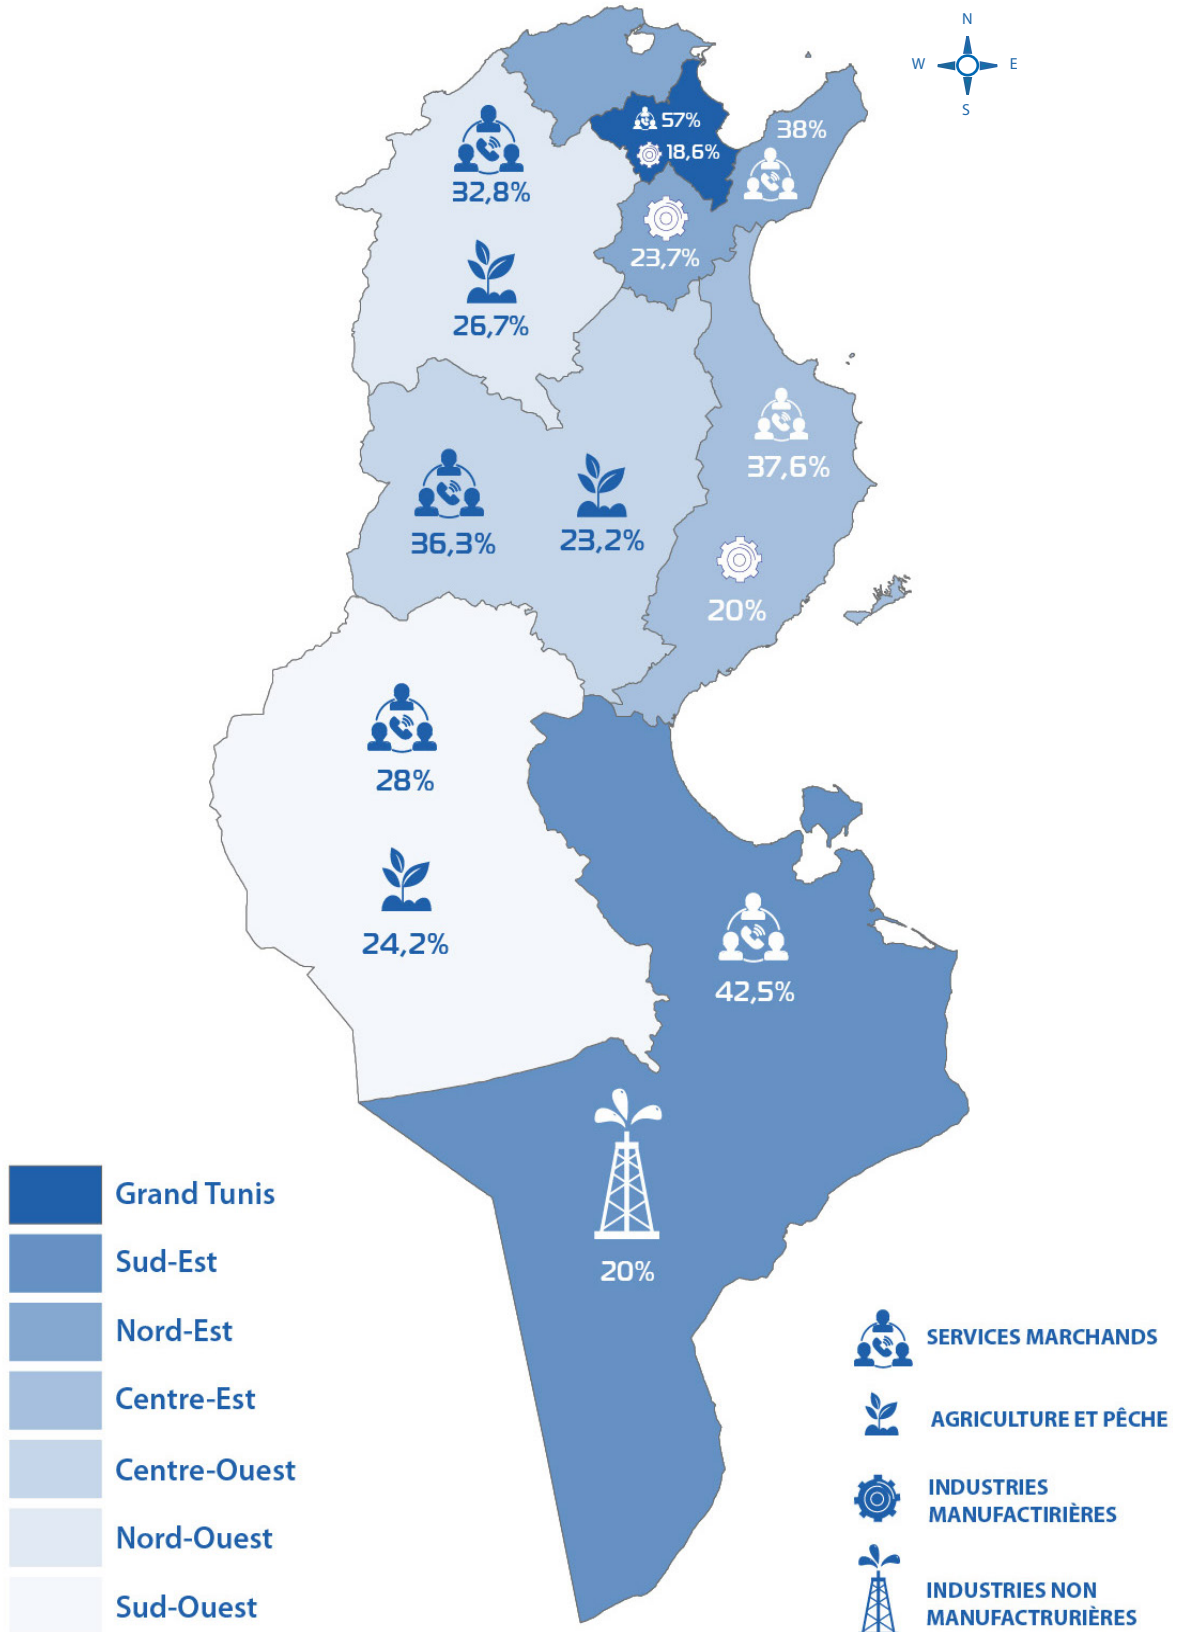 N
W
E
S
57%
18,6%
38%
32,8%
23,7%
26,7%
37,6%
36,3%
23,2%
20%
28%
24,2%
42,5%
20%
Grand Tunis
Sud-Est
Nord-Est
Centre-Est
Centre-Ouest
Nord-Ouest
Sud-Ouest
SERVICES MARCHANDS
AGRICULTURE ET PÊCHE
INDUSTRIES
MANUFACTIRIÈRES
INDUSTRIES NON
MANUFACTRURIÈRES